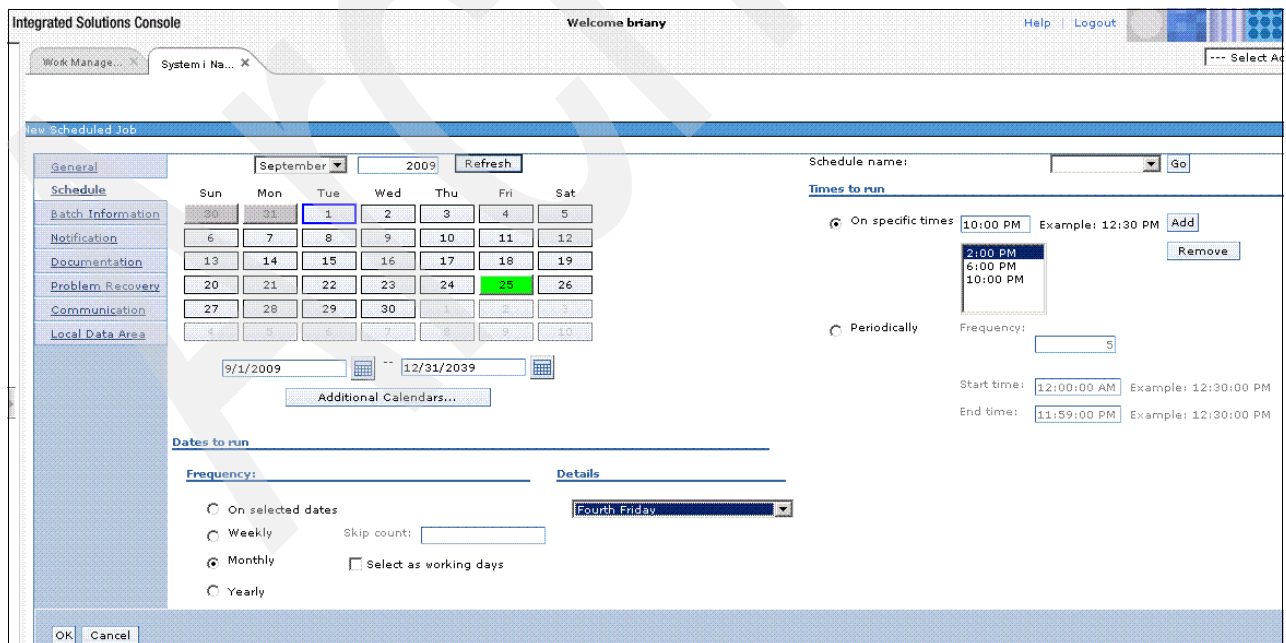 Integrated Solutions Console
Welcome briany
Help | Logout
Work Manage... X
System i Na... X
--- Select Ac
New Scheduled Job
General
Schedule
Batch Information
Notification
Documentation
Problem Recovery
Communication
Local Data Area
September 2009 Refresh
Sun Mon Tue Wed Thu Fri Sat
30 31 1 2 3 4 5
6 7 8 9 10 11 12
13 14 15 16 17 18 19
20 21 22 23 24 25 26
27 28 29 30 1 2 3
4 5 6 7 8 9 10
9/1/2009 -- 12/31/2039
Additional Calendars...
Dates to run
Frequency:
On selected dates
Weekly
Skip count:
Monthly
Select as working days
Yearly
Details
Fourth Friday
Schedule name: Go
Times to run
On specific times 10:00 PM Example: 12:30 PM Add
2:00 PM
6:00 PM
10:00 PM
Remove
Periodically
Frequency:
5
Start time: 12:00:00 AM Example: 12:30:00 PM
End time: 11:59:00 PM Example: 12:30:00 PM
OK Cancel